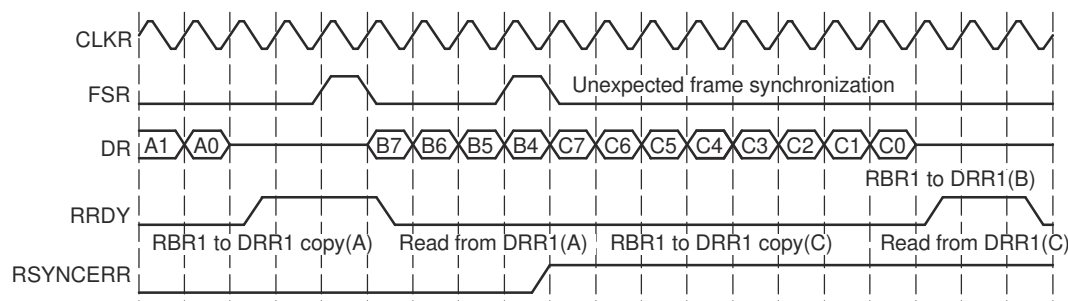 CLKR
FSR Unexpected frame synchronization
DR A1 A0 B7 B6 B5 B4 C7 C6 C5 C4 C3 C2 C1 C0
RBR1 to DRR1(B)
RRDY
RBR1 to DRR1 copy(A) Read from DRR1(A) RBR1 to DRR1 copy(C) Read from DRR1(C)
RSYNCERR